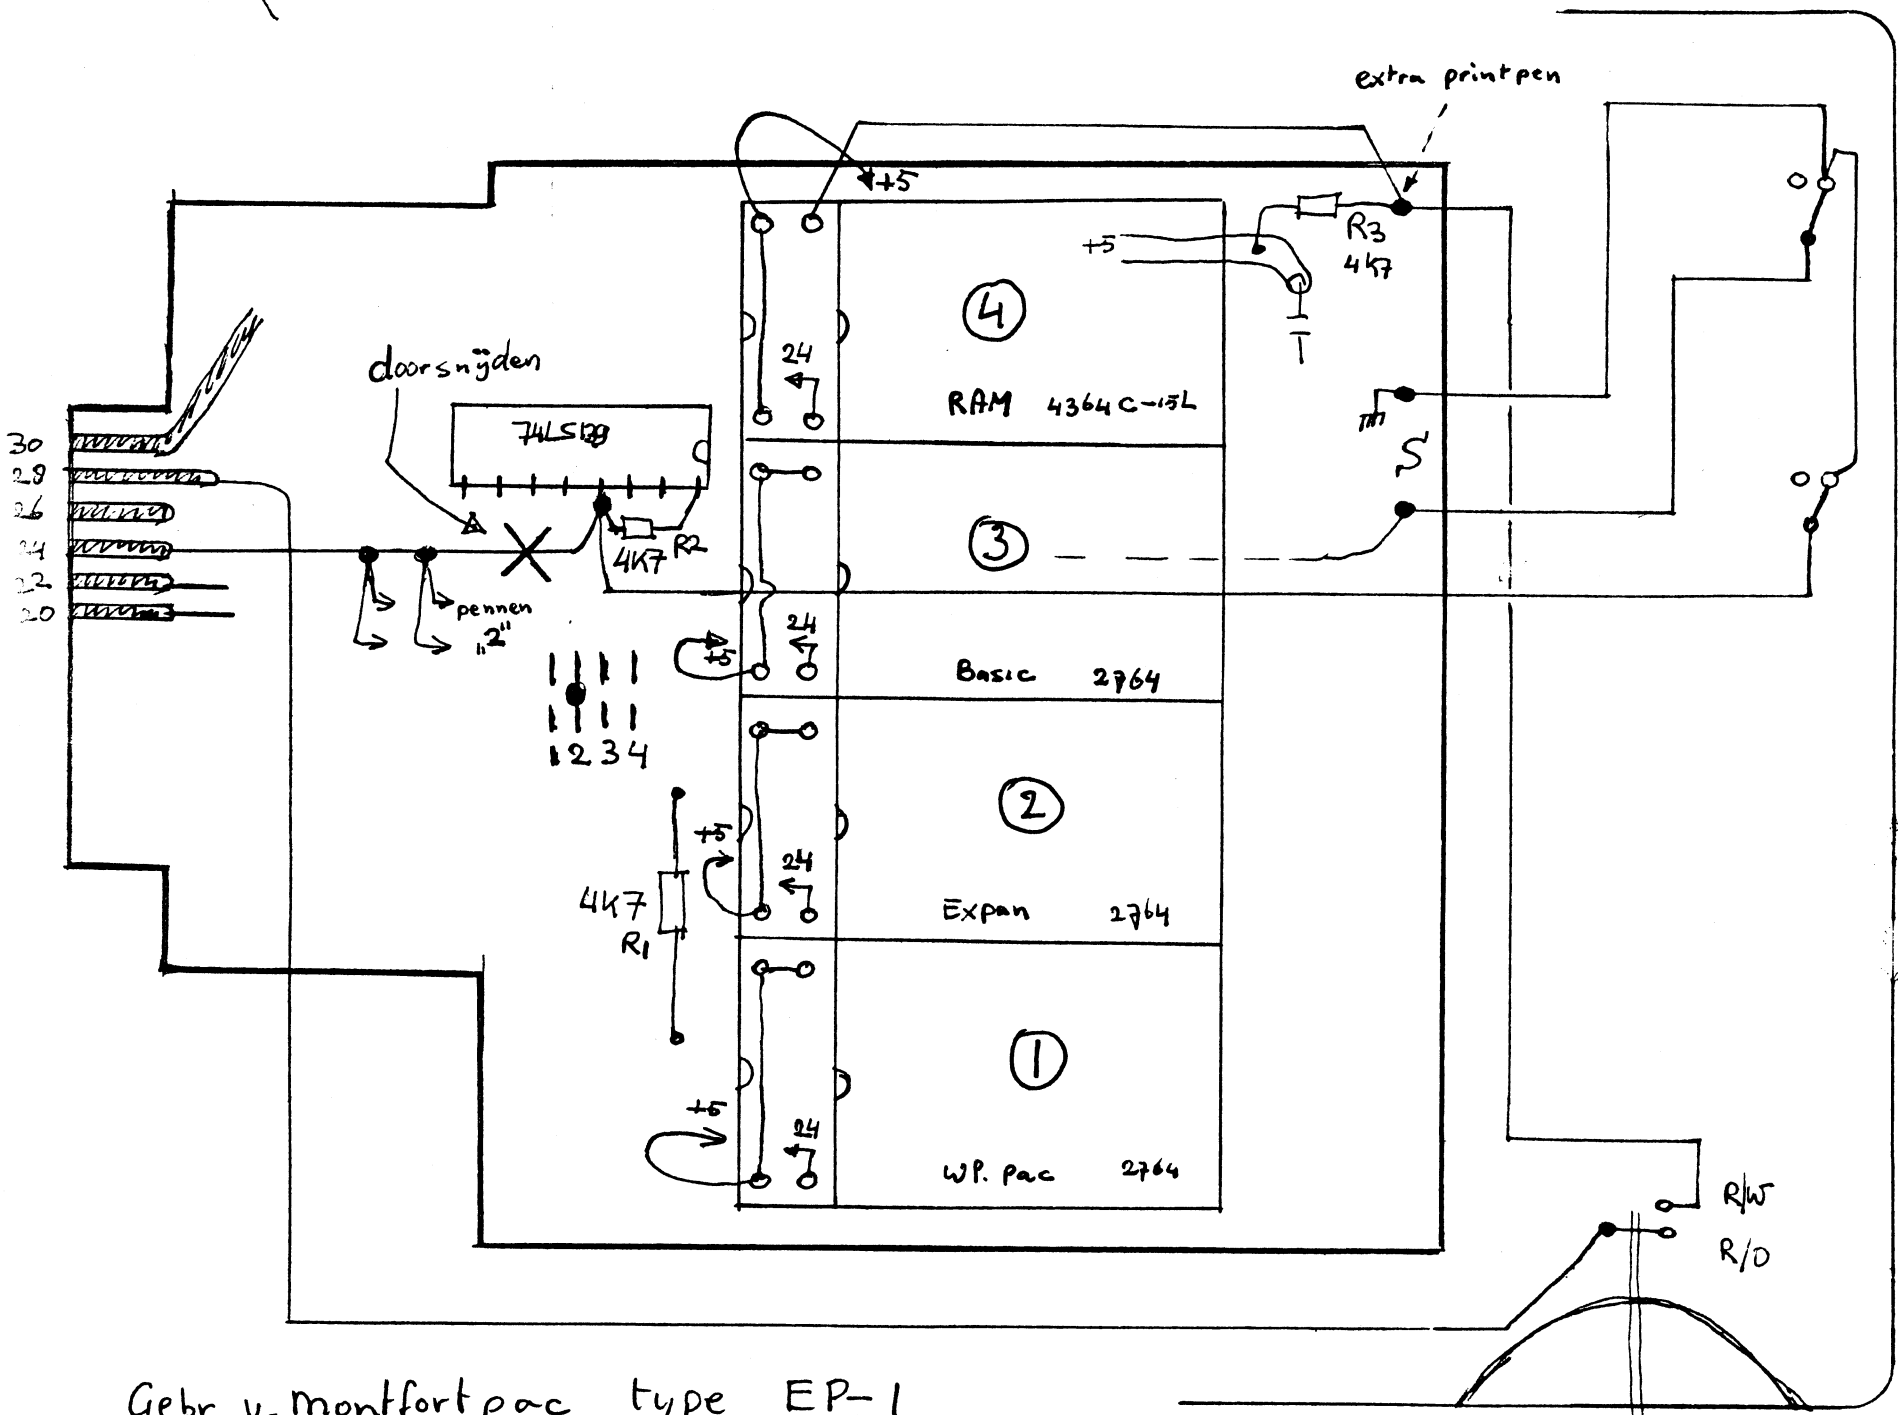 extra printpen
+5
R3
4K7
+5
4
24
RAM 4364C-15L
doorsnijden
74LS139
30
28
26
24
22
20
4K7 R2
pennen
„2"
S
3
24
+5
Basic 2764
1 2 3 4
2
+5
24
4K7
R1
Expan 2764
1
+5
24
WP. pac 2764
R/W
R/O
Gebr v. montfort pac type EP-1